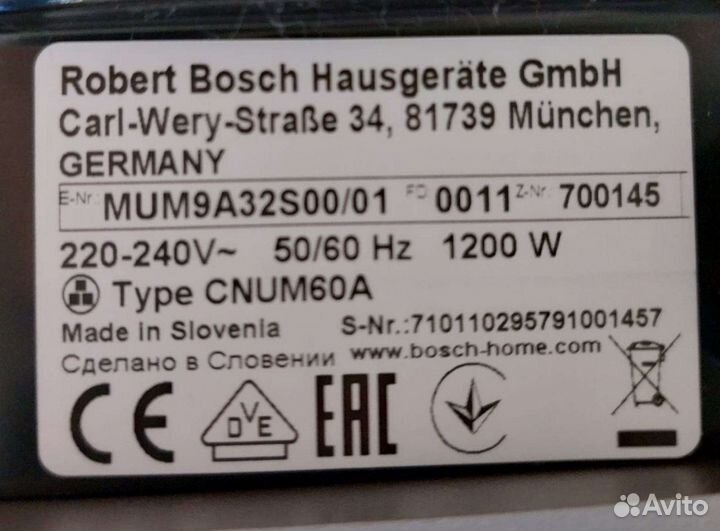 Robert Bosch Hausgeräte GmbH
Carl-Wery-Straße 34, 81739 München,
GERMANY
E-Nr.: MUM9A32S00/01 FD 0011 Z-Nr. 700145
220-240V~ 50/60 Hz 1200 W
Type CNUM60A
Made in Slovenia S-Nr.:710110295791001457
Сделано в Словении www.bosch-home.com
CE DVE EAC
Avito